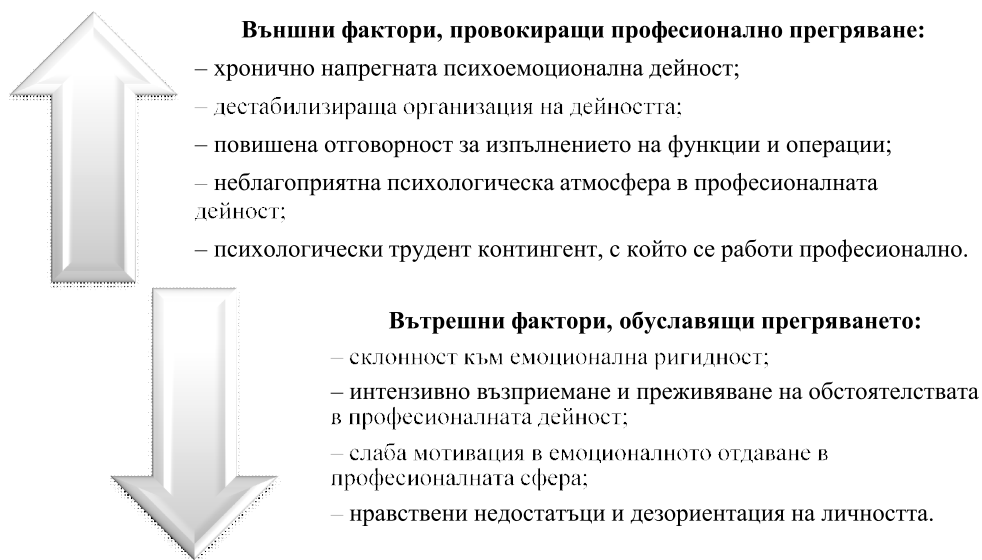 Външни фактори, провокиращи професионално прегряване:
– хронично напрегната психоемоционална дейност;
– дестабилизираща организация на дейността;
– повишена отговорност за изпълнението на функции и операции;
– неблагоприятна психологическа атмосфера в професионалната
дейност;
– психологически трудент контингент, с който се работи професионално.
Вътрешни фактори, обуславящи прегряването:
– склонност към емоционална ригидност;
– интензивно възприемане и преживяване на обстоятелствата
в професионалната дейност;
– слаба мотивация в емоционалното отдаване в
професионалната сфера;
– нравствени недостатъци и дезориентация на личността.